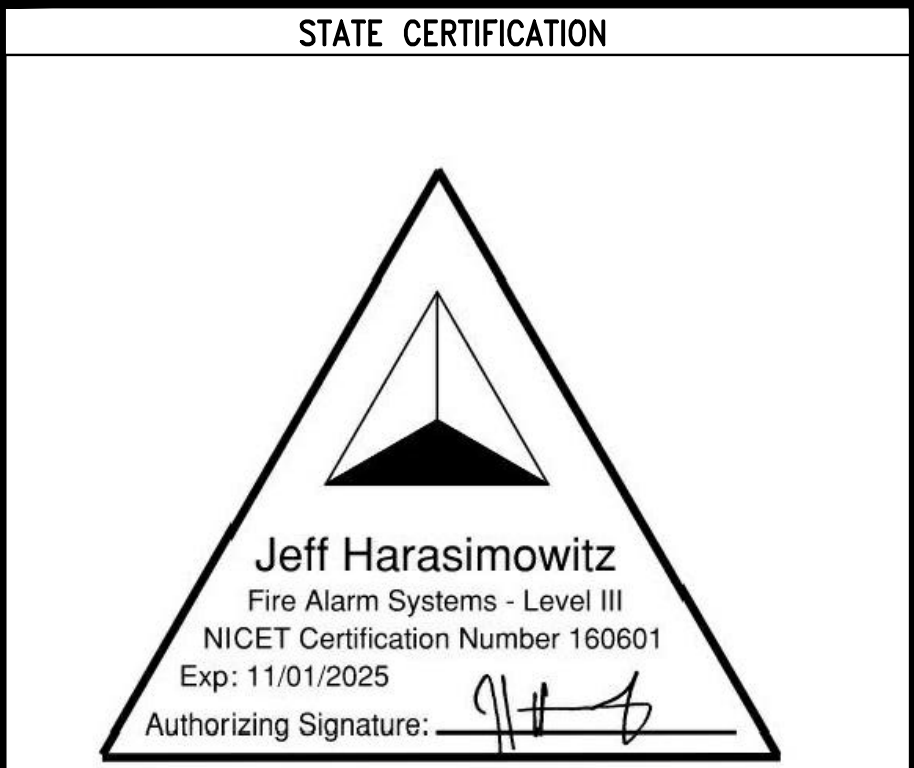 STATE CERTIFICATION
Jeff Harasimowitz
Fire Alarm Systems - Level III
NICET Certification Number 160601
Exp: 11/01/2025
Authorizing Signature: